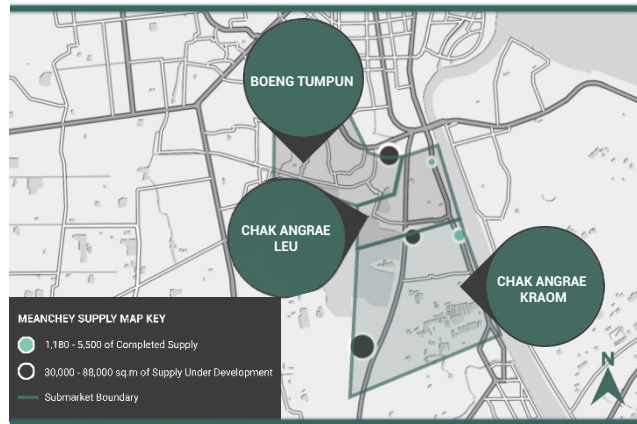 BOENG TUMPUN
CHAK ANGRAE
LEU
CHAK ANGRAE
KRAOM
MEANCHEY SUPPLY MAP KEY
1,180 - 5,500 of Completed Supply
30,000 - 88,000 sq.m of Supply Under Development
Submarket Boundary
N